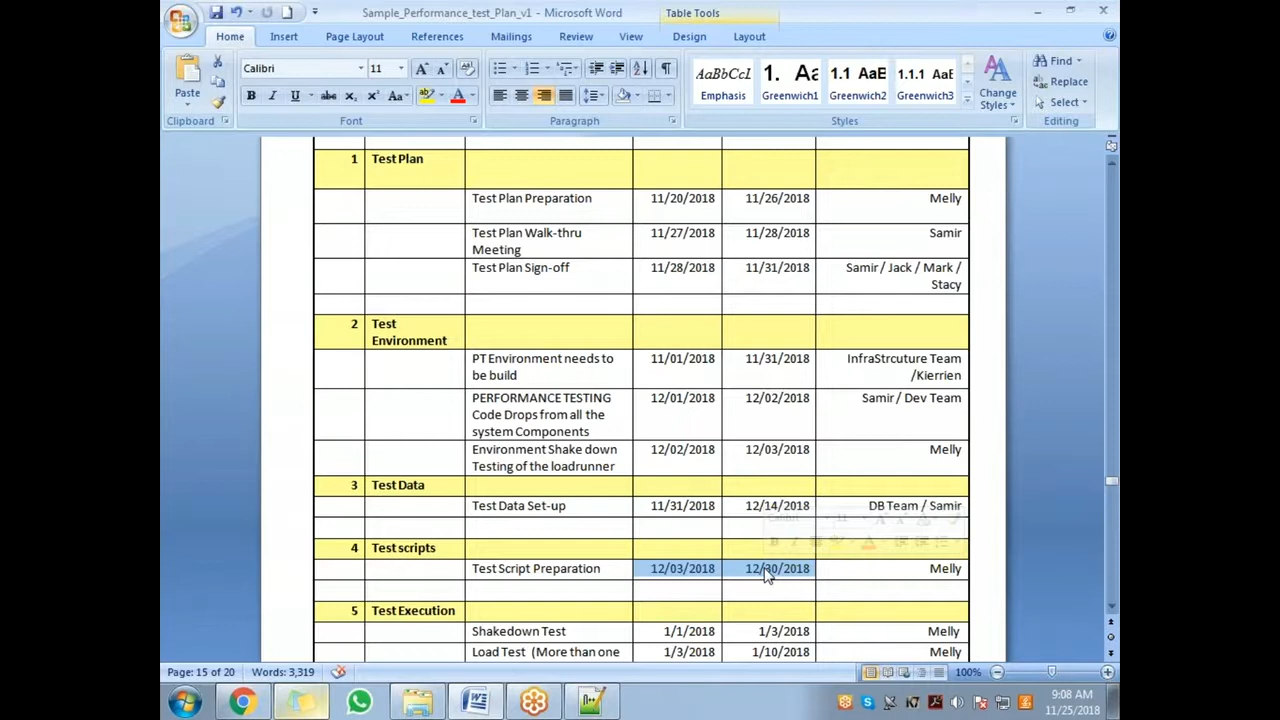 Sample_Performance_test_Plan_v1 - Microsoft Word
Table Tools
Home
Insert
Page Layout
References
Mailings
Review
View
Design
Layout
Paste
Calibri
11
AaBbCcL
1. Aa
1.1 AaE
1.1.1 AaE
Emphasis
Greenwich1
Greenwich2
Greenwich3
Change Styles
Find
Replace
Select
Clipboard
Font
Paragraph
Styles
Editing
1 Test Plan
Test Plan Preparation 11/20/2018 11/26/2018 Melly
Test Plan Walk-thru 11/27/2018 11/28/2018 Samir
Meeting
Test Plan Sign-off 11/28/2018 11/31/2018 Samir / Jack / Mark /
Stacy
2 Test
Environment
PT Environment needs to 11/01/2018 11/31/2018 InfraStrcuture Team
be build /Kierrien
PERFORMANCE TESTING 12/01/2018 12/02/2018 Samir / Dev Team
Code Drops from all the
system Components
Environment Shake down 12/02/2018 12/03/2018 Melly
Testing of the loadrunner
3 Test Data
Test Data Set-up 11/31/2018 12/14/2018 DB Team / Samir
4 Test scripts
Test Script Preparation 12/03/2018 12/30/2018 Melly
5 Test Execution
Shakedown Test 1/1/2018 1/3/2018 Melly
Load Test (More than one 1/3/2018 1/10/2018 Melly
Page: 15 of 20
Words: 3,319
100%
9:08 AM
11/25/2018